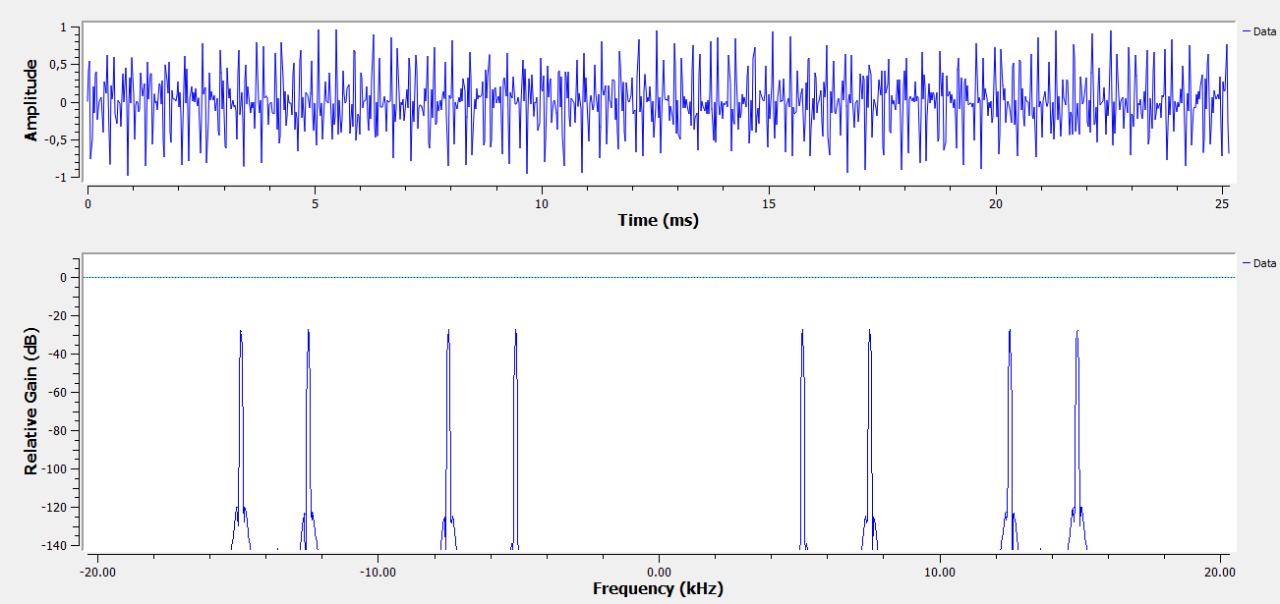 1
0,5
0
-0,5
-1
Amplitude
Data
0 5 10 15 20 25
Time (ms)
0
-20
-40
-60
-80
-100
-120
-140
Relative Gain (dB)
Data
-20.00 -10.00 0.00 10.00 20.00
Frequency (kHz)